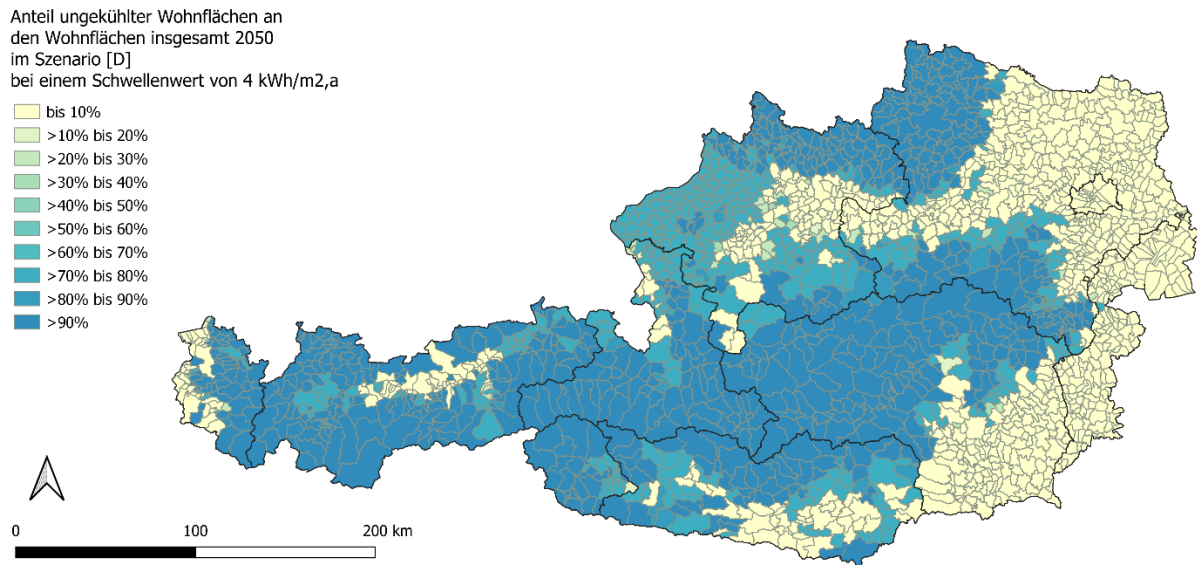 Anteil ungekühlter Wohnflächen an
den Wohnflächen insgesamt 2050
im Szenario [D]
bei einem Schwellenwert von 4 kWh/m2,a
bis 10%
>10% bis 20%
>20% bis 30%
>30% bis 40%
>40% bis 50%
>50% bis 60%
>60% bis 70%
>70% bis 80%
>80% bis 90%
>90%
0 100 200 km